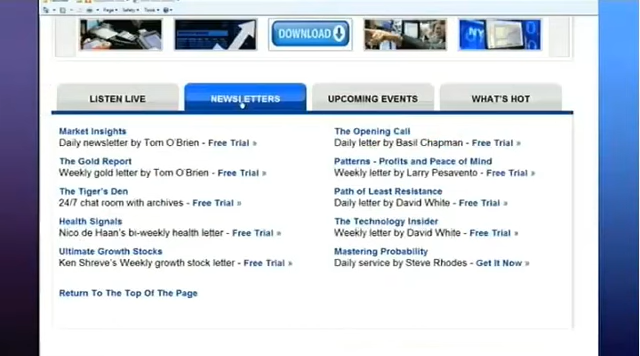 Page
Safety
Tools
DOWNLOAD
LISTEN LIVE
NEWSLETTERS
UPCOMING EVENTS
WHAT'S HOT
Market Insights
Daily newsletter by Tom O'Brien - Free Trial »
The Gold Report
Weekly gold letter by Tom O'Brien - Free Trial »
The Tiger's Den
24/7 chat room with archives - Free Trial »
Health Signals
Nico de Haan's bi-weekly health letter - Free Trial »
Ultimate Growth Stocks
Ken Shreve's Weekly growth stock letter - Free Trial »
Return To The Top Of The Page
The Opening Call
Daily letter by Basil Chapman - Free Trial »
Patterns - Profits and Peace of Mind
Weekly letter by Larry Pesavento - Free Trial »
Path of Least Resistance
Daily letter by David White - Free Trial »
The Technology Insider
Weekly letter by David White - Free Trial »
Mastering Probability
Daily service by Steve Rhodes - Get It Now »